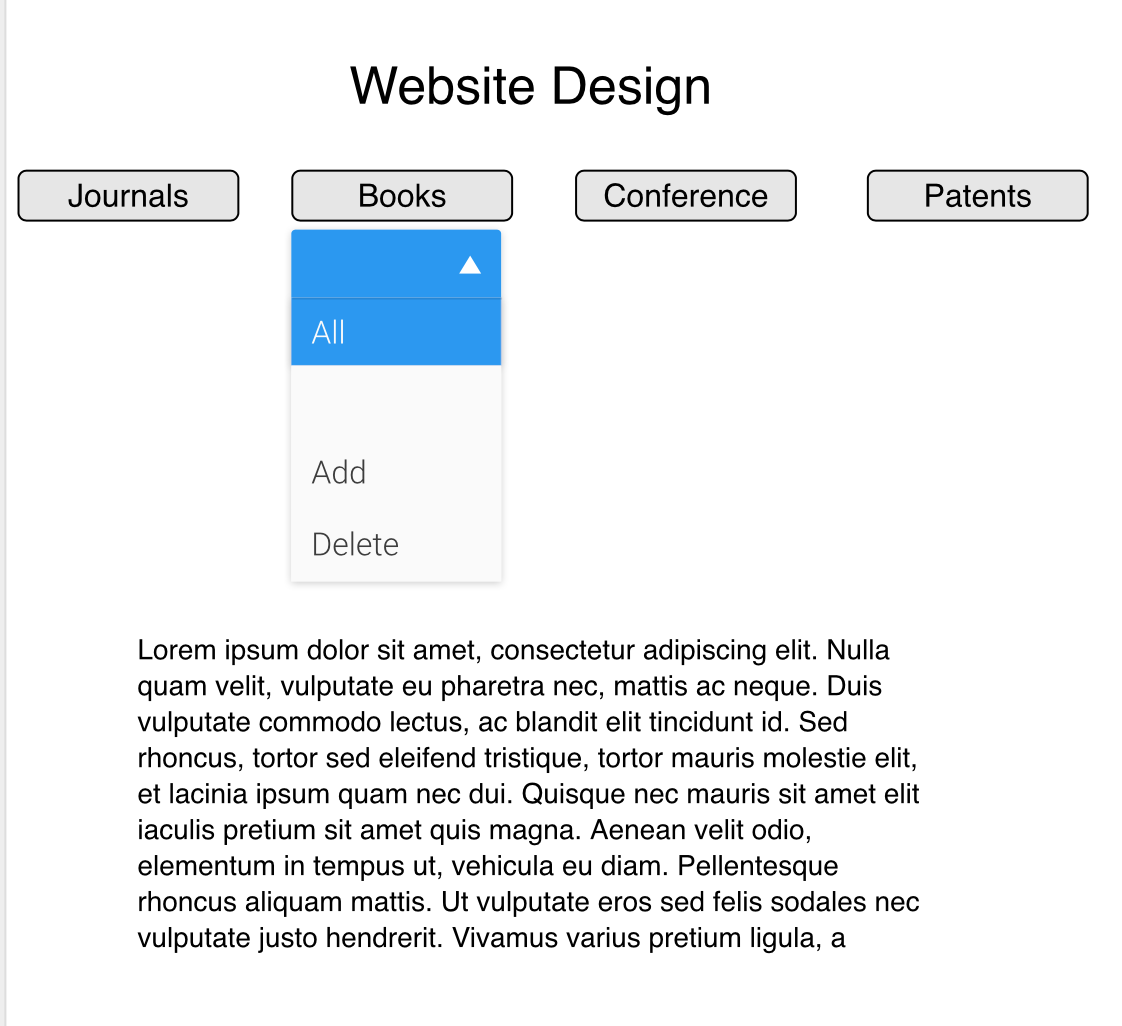 Website Design
Journals
Books
Conference
Patents
All
Add
Delete
Lorem ipsum dolor sit amet, consectetur adipiscing elit. Nulla
quam velit, vulputate eu pharetra nec, mattis ac neque. Duis
vulputate commodo lectus, ac blandit elit tincidunt id. Sed
rhoncus, tortor sed eleifend tristique, tortor mauris molestie elit,
et lacinia ipsum quam nec dui. Quisque nec mauris sit amet elit
iaculis pretium sit amet quis magna. Aenean velit odio,
elementum in tempus ut, vehicula eu diam. Pellentesque
rhoncus aliquam mattis. Ut vulputate eros sed felis sodales nec
vulputate justo hendrerit. Vivamus varius pretium ligula, a